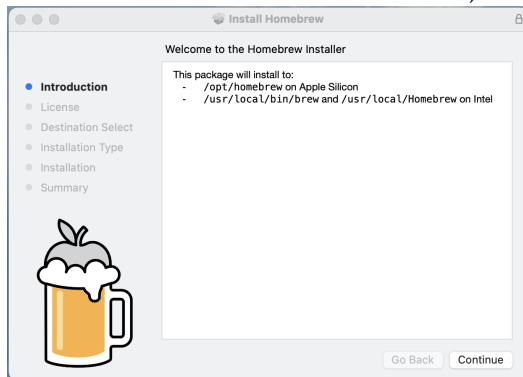 Install Homebrew
Welcome to the Homebrew Installer
Introduction
License
Destination Select
Installation Type
Installation
Summary
This package will install to:
- /opt/homebrew on Apple Silicon
- /usr/local/bin/brew and /usr/local/Homebrew on Intel
Go Back
Continue